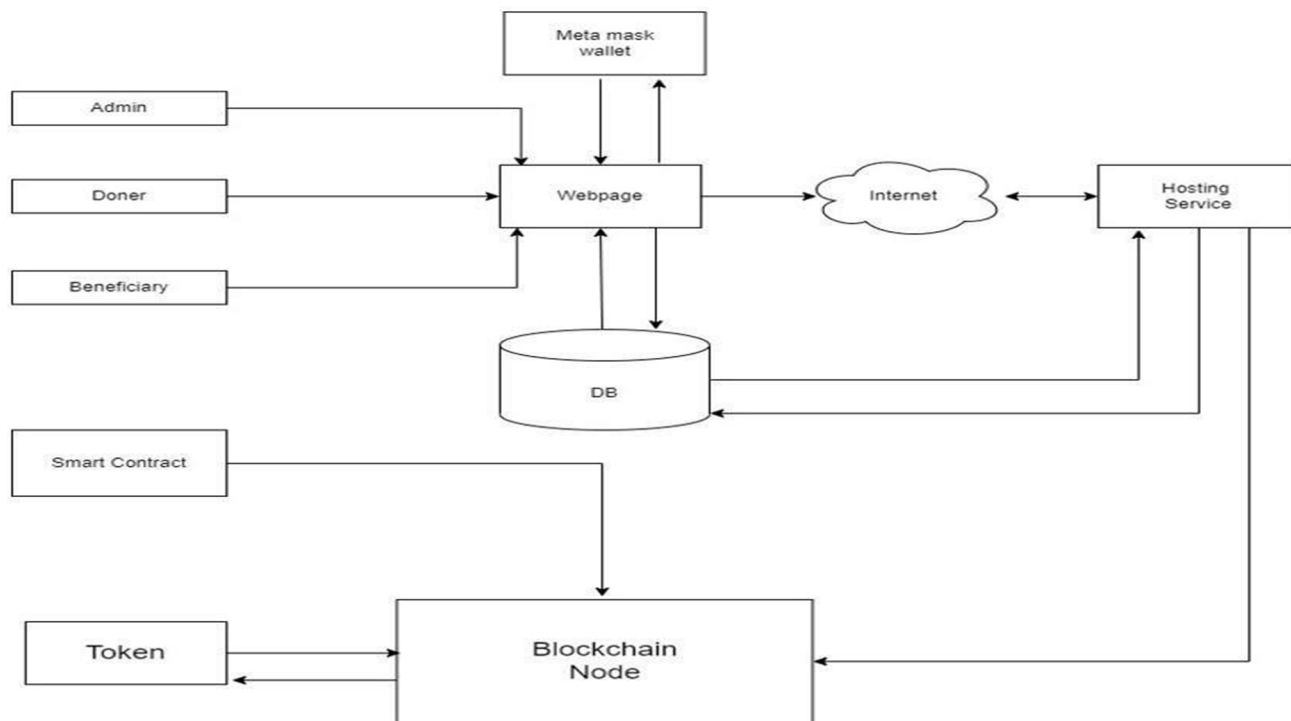 Meta mask
wallet
Admin
Doner
Webpage
Internet
Hosting
Service
Beneficiary
DB
Smart Contract
Token
Blockchain
Node